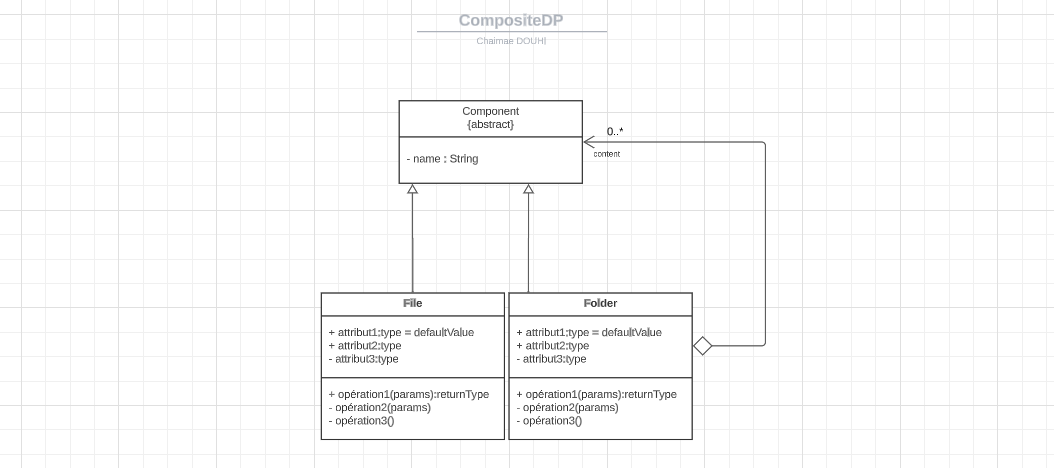 CompositeDP
Chaimae DOUHI
Component
{abstract}
- name : String
0..*
content
File
+ attribut1:type = defaultValue
+ attribut2:type
- attribut3:type
+ opération1(params):returnType
- opération2(params)
- opération3()
Folder
+ attribut1:type = defaultValue
+ attribut2:type
- attribut3:type
+ opération1(params):returnType
- opération2(params)
- opération3()